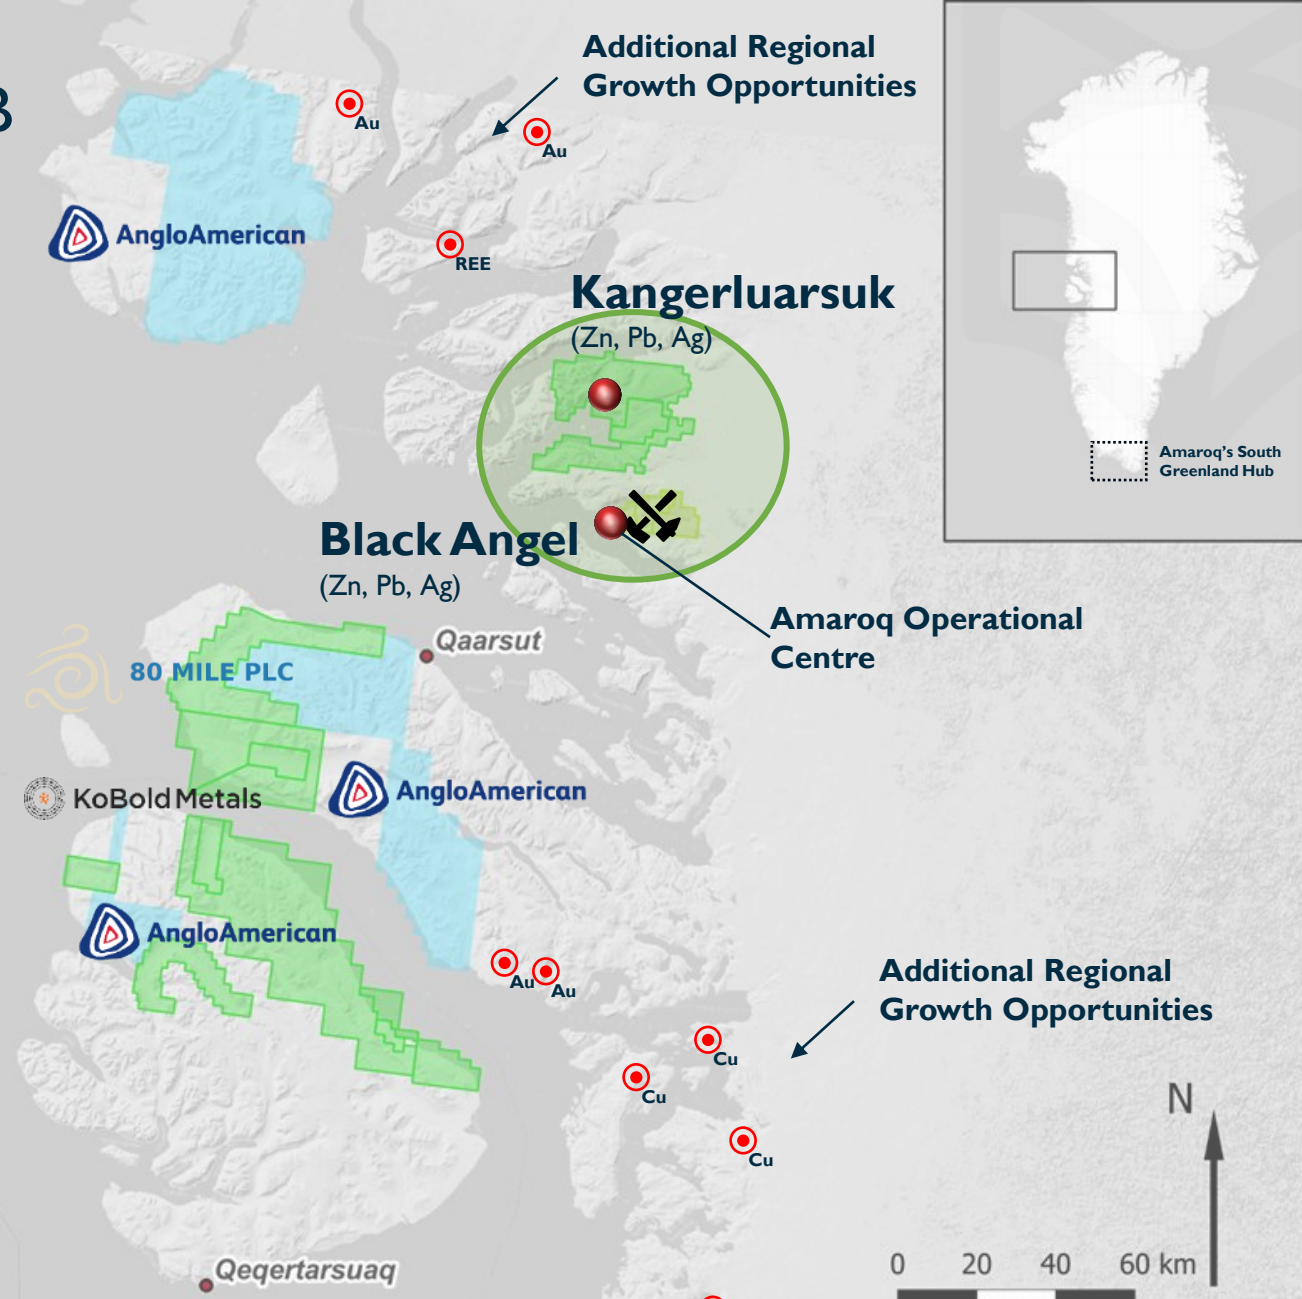 Additional Regional
Growth Opportunities
Au
Au
AngloAmerican
REE
Kangerluarsuk
(Zn, Pb, Ag)
Amaroq's South
Greenland Hub
Black Angel
(Zn, Pb, Ag)
Amaroq Operational
Centre
Qaarsut
80 MILE PLC
KoBold Metals
AngloAmerican
AngloAmerican
Au
Au
Additional Regional
Growth Opportunities
Cu
Cu
Cu
N
Qeqertarsuaq
0 20 40 60 km